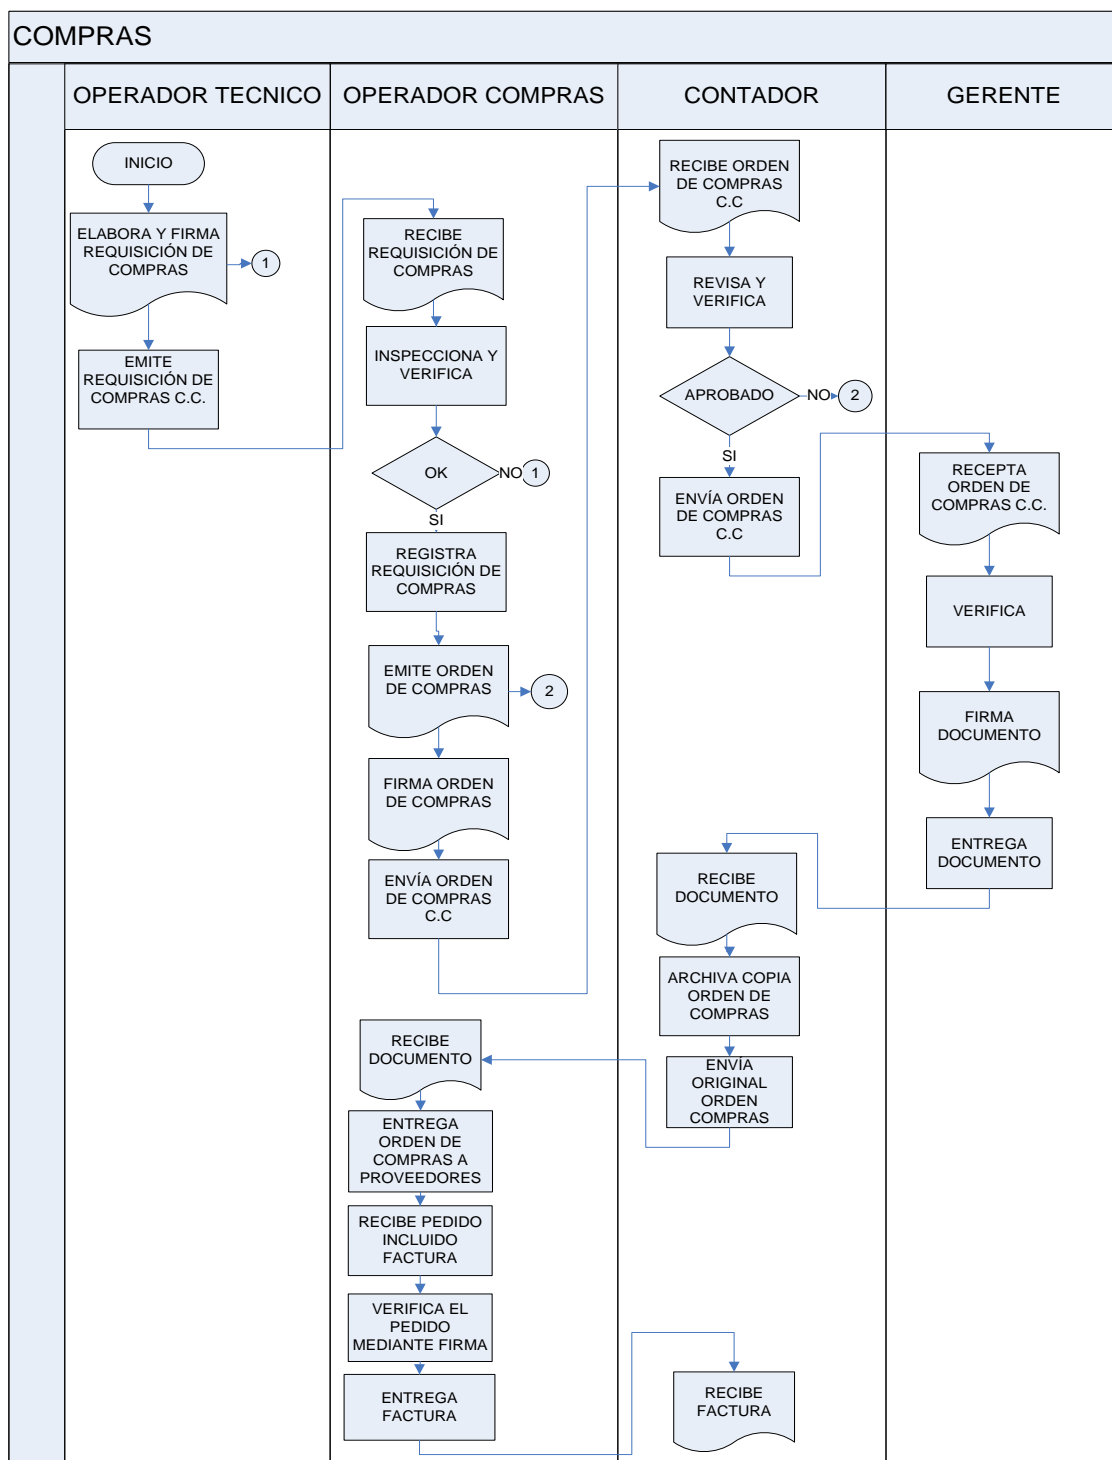 COMPRAS
OPERADOR TECNICO
OPERADOR COMPRAS
CONTADOR
GERENTE
INICIO
ELABORA Y FIRMA
REQUISICIÓN DE
COMPRAS
1
EMITE
REQUISICIÓN DE
COMPRAS C.C.
RECIBE
REQUISICIÓN DE
COMPRAS
INSPECCIONA Y
VERIFICA
OK
NO
1
SI
REGISTRA
REQUISICIÓN DE
COMPRAS
EMITE ORDEN
DE COMPRAS
2
FIRMA ORDEN
DE COMPRAS
ENVÍA ORDEN
DE COMPRAS
C.C
RECIBE ORDEN
DE COMPRAS
C.C
REVISA Y
VERIFICA
APROBADO
NO
2
SI
ENVÍA ORDEN
DE COMPRAS
C.C
RECEPTA
ORDEN DE
COMPRAS C.C.
VERIFICA
FIRMA
DOCUMENTO
ENTREGA
DOCUMENTO
RECIBE
DOCUMENTO
ARCHIVA COPIA
ORDEN DE
COMPRAS
ENVÍA
ORIGINAL
ORDEN
COMPRAS
RECIBE
DOCUMENTO
ENTREGA
ORDEN DE
COMPRAS A
PROVEEDORES
RECIBE PEDIDO
INCLUIDO
FACTURA
VERIFICA EL
PEDIDO
MEDIANTE FIRMA
ENTREGA
FACTURA
RECIBE
FACTURA